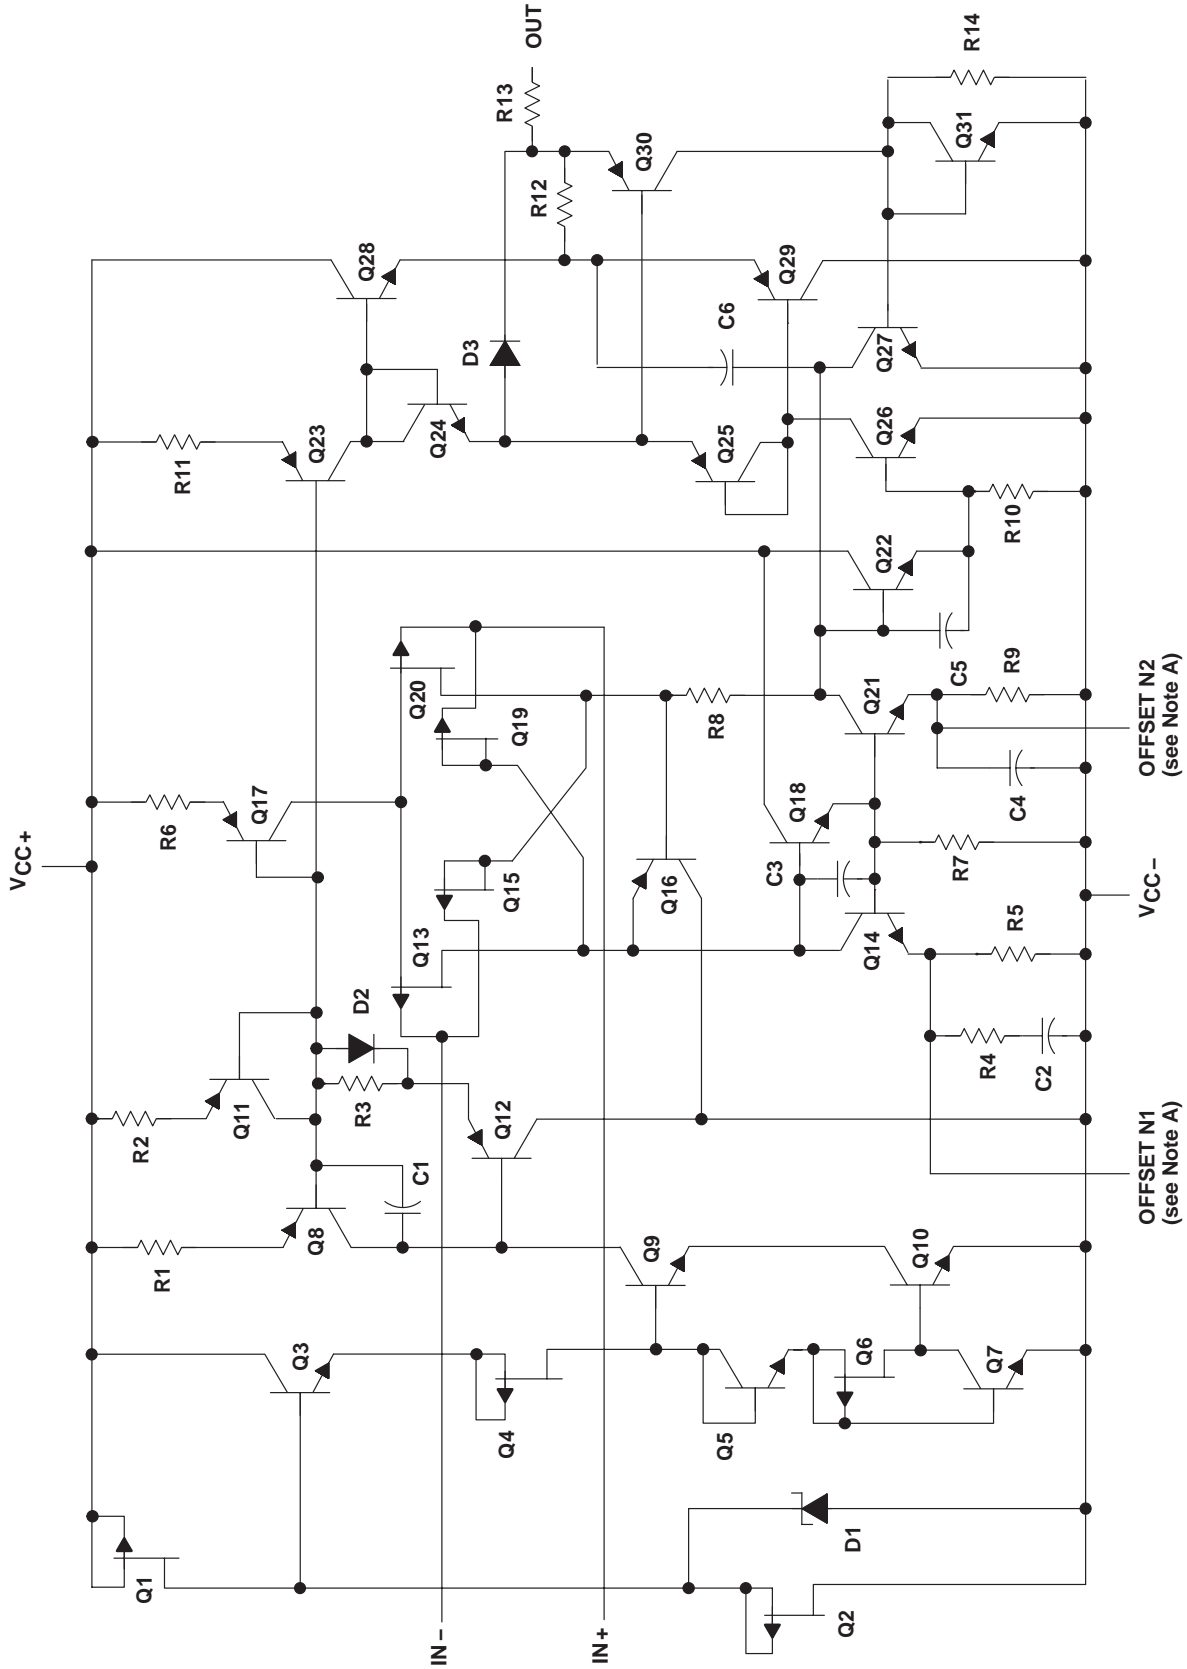 VCC+
Q1
R1
R2
Q8
Q11
C1
R3
D2
Q12
R6
Q17
Q3
Q4
Q13
Q15
Q20
Q19
R11
Q23
Q24
Q28
D3
R12
R13
OUT
Q30
Q25
C6
Q29
IN−
IN+
Q2
D1
Q5
Q6
Q7
Q9
Q10
Q16
C3
Q18
R8
Q14
Q21
R7
R5
R4
C2
C4
C5
R9
Q22
R10
Q26
Q27
Q31
R14
OFFSET N1
(see Note A)
VCC−
OFFSET N2
(see Note A)